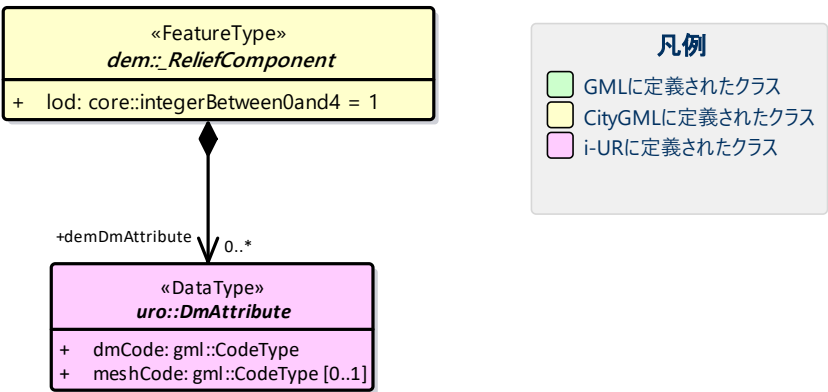 «FeatureType»
dem::_ReliefComponent
+ lod: core::integerBetween0and4 = 1
+demDmAttribute
0..*
«DataType»
uro::DmAttribute
+ dmCode: gml::CodeType
+ meshCode: gml::CodeType [0..1]
凡例
GMLに定義されたクラス
CityGMLに定義されたクラス
i-URに定義されたクラス